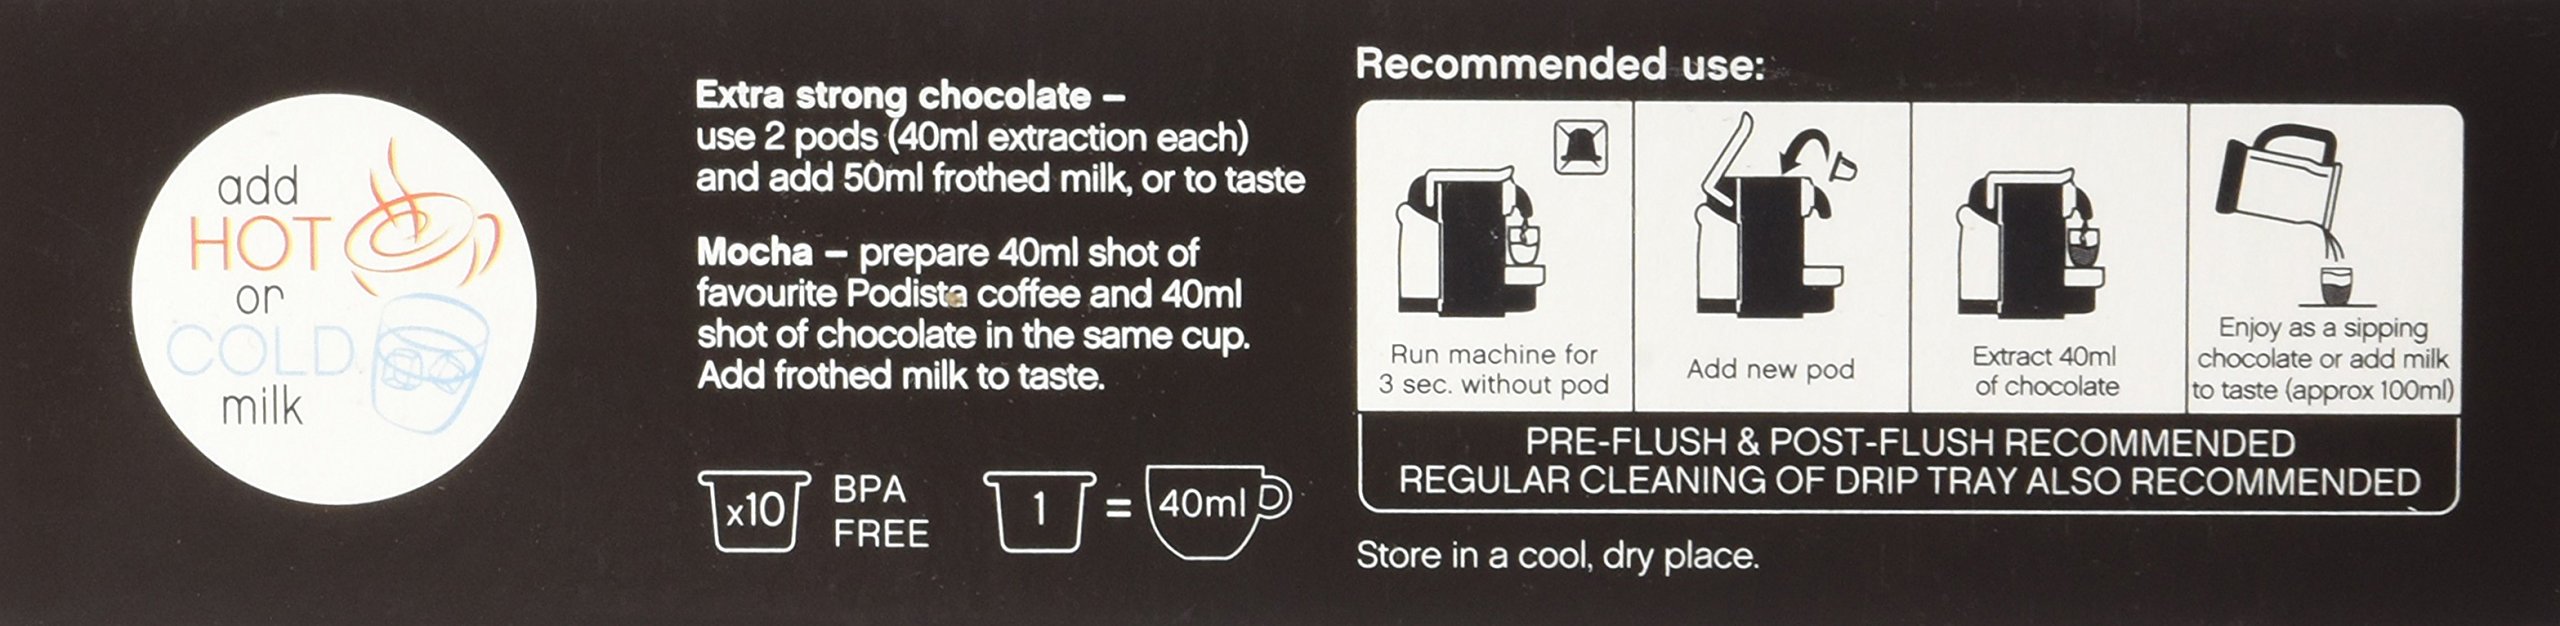 add
HOT
or
COLD
milk
Extra strong chocolate –
use 2 pods (40ml extraction each)
and add 50ml frothed milk, or to taste
Mocha – prepare 40ml shot of
favourite Podista coffee and 40ml
shot of chocolate in the same cup.
Add frothed milk to taste.
x10
BPA
FREE
1 = 40ml
Recommended use:
Run machine for
3 sec. without pod
Add new pod
Extract 40ml
of chocolate
Enjoy as a sipping
chocolate or add milk
to taste (approx 100ml)
PRE-FLUSH & POST-FLUSH RECOMMENDED
REGULAR CLEANING OF DRIP TRAY ALSO RECOMMENDED
Store in a cool, dry place.